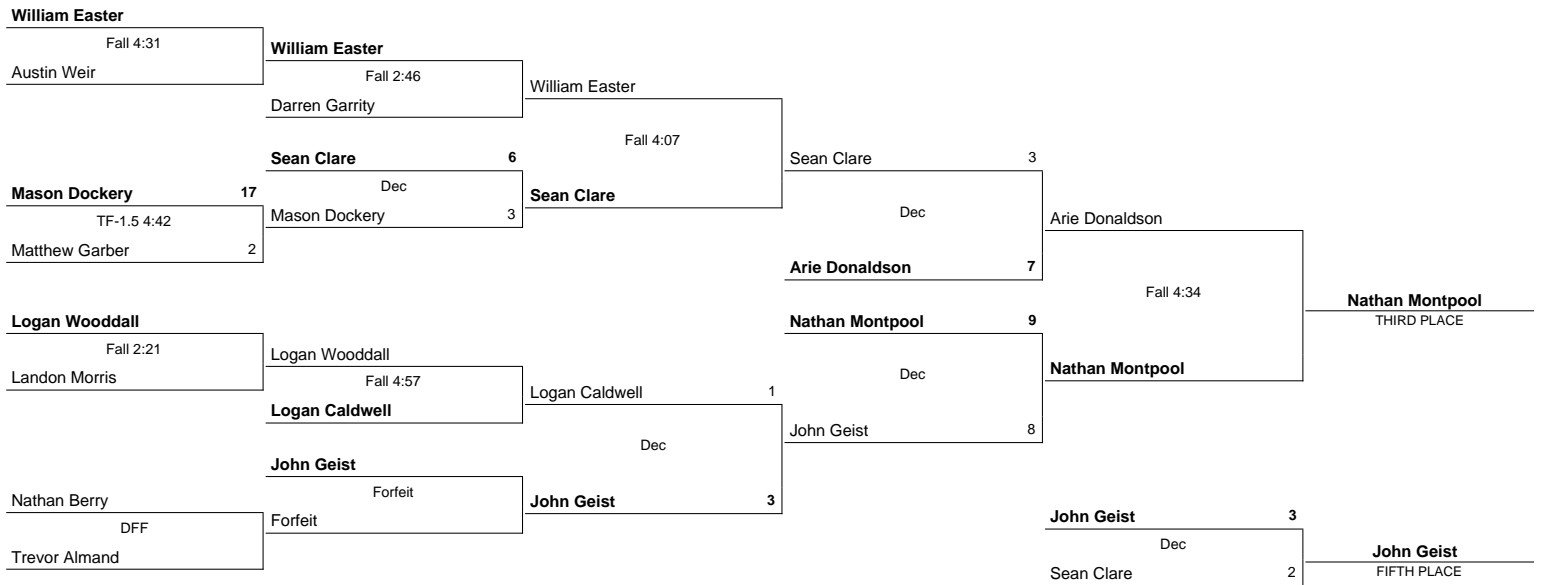 William Easter
Fall 4:31
Austin Weir
William Easter
Fall 2:46
Darren Garrity
William Easter
Fall 4:07
Sean Clare
Sean Clare 6
Dec
Mason Dockery 3
Mason Dockery 17
TF-1.5 4:42
Matthew Garber 2
Sean Clare 3
Dec
Arie Donaldson 7
Arie Donaldson
Fall 4:34
Nathan Montpool
Nathan Montpool
THIRD PLACE
Logan Wooddall
Fall 2:21
Landon Morris
Logan Wooddall
Fall 4:57
Logan Caldwell
Logan Caldwell 1
Dec
John Geist 3
Nathan Montpool 9
Dec
John Geist 8
John Geist
Forfeit
Forfeit
Nathan Berry
DFF
Trevor Almand
John Geist 3
Dec
Sean Clare 2
John Geist
FIFTH PLACE